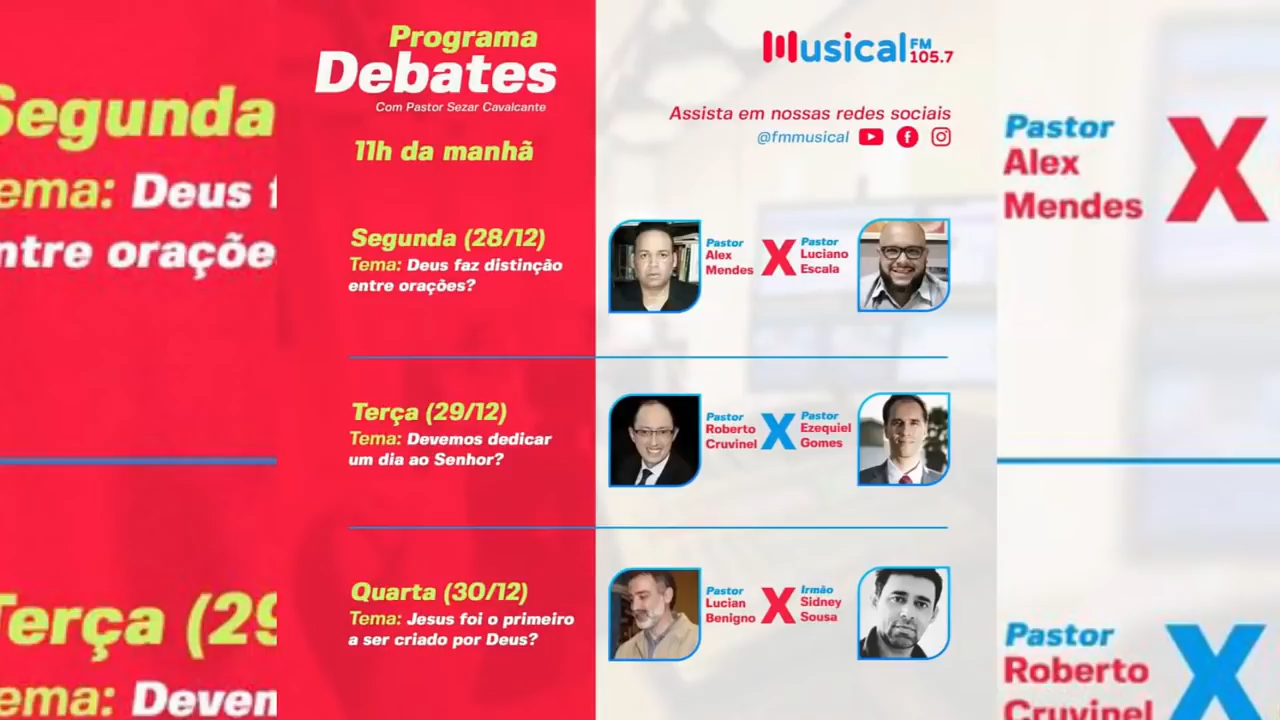 Programa
Debates
Com Pastor Sezar Cavalcante
11h da manhã
Musical FM 105.7
Assista em nossas redes sociais
@fmmusical
Segunda (28/12)
Tema: Deus faz distinção
entre orações?
Pastor
Alex
Mendes
X
Pastor
Luciano
Escala
Terça (29/12)
Tema: Devemos dedicar
um dia ao Senhor?
Pastor
Roberto
Cruvinel
X
Pastor
Ezequiel
Gomes
Quarta (30/12)
Tema: Jesus foi o primeiro
a ser criado por Deus?
Pastor
Lucian
Benigno
X
Irmão
Sidney
Sousa
Segunda
ema: Deus f
ntre oraçõe
Terça (29
ema: Deven
Pastor
Alex
Mendes
X
Pastor
Roberto
Cruvinel
X